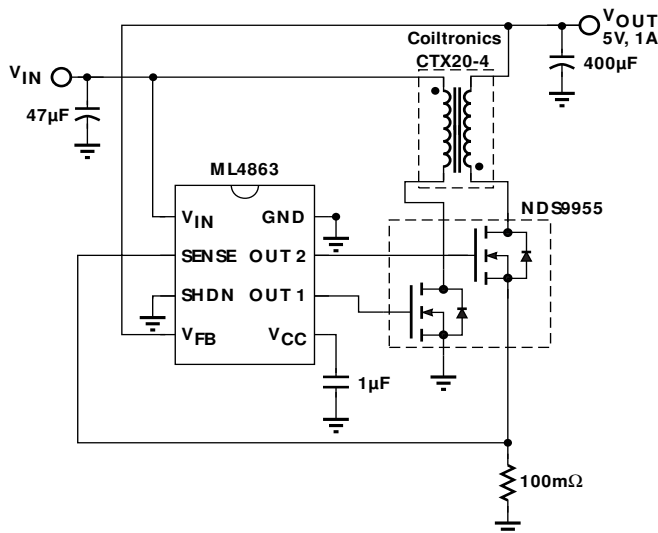 VOUT
5V, 1A
Coiltronics
CTX20-4
400µF
VIN
47µF
ML4863
NDS9955
VIN
GND
SENSE
OUT 2
SHDN
OUT 1
VFB
VCC
1µF
100mΩ